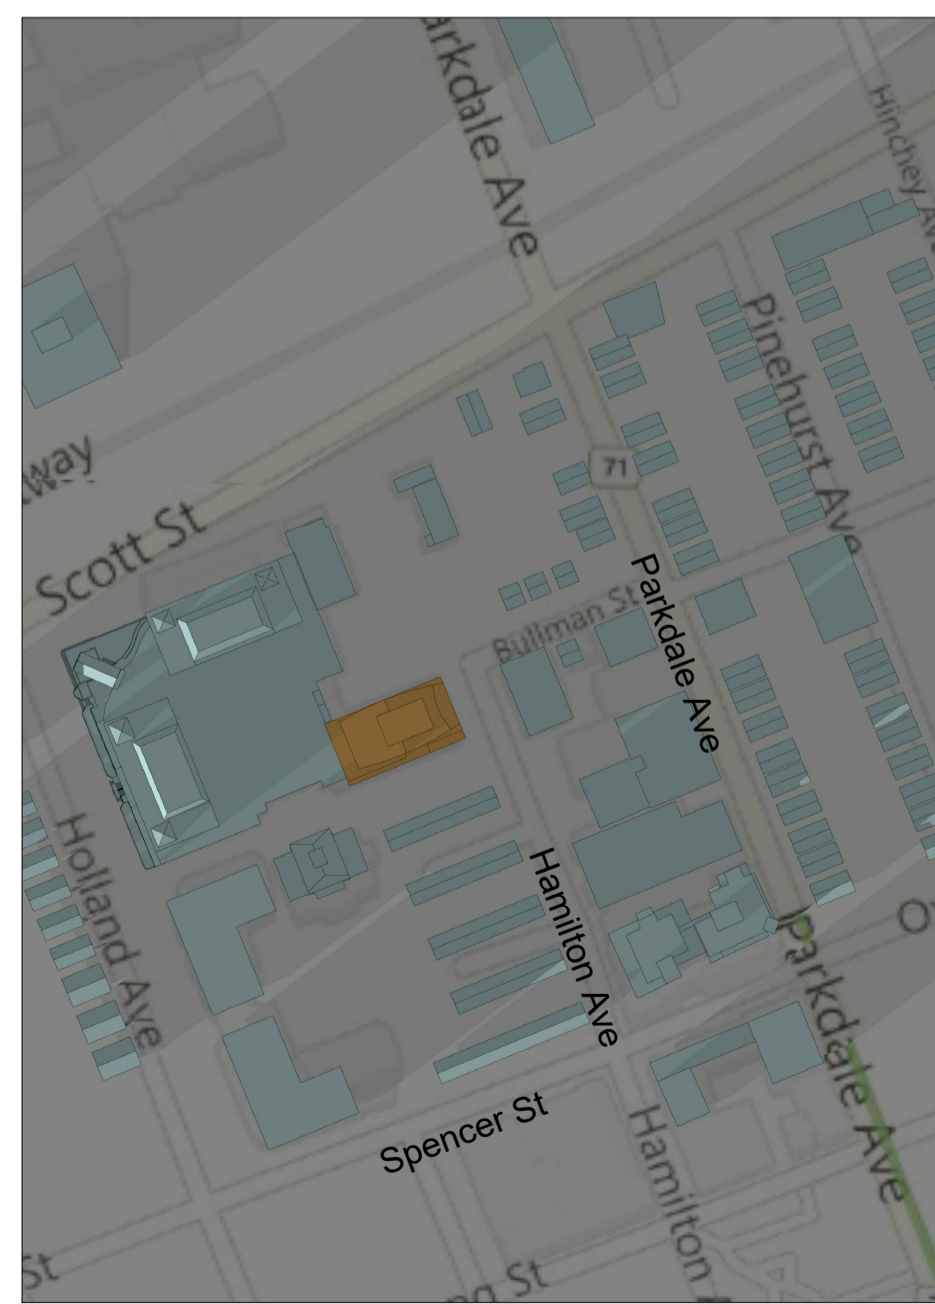 arkdale Ave
Hinchey Av
way
Scott St
71
Pinehurst Ave
Bullman St
Parkdale Ave
Holland Ave
Hamilton Ave
Parkdale Ave
O
Spencer St
Hamilton A
St
St